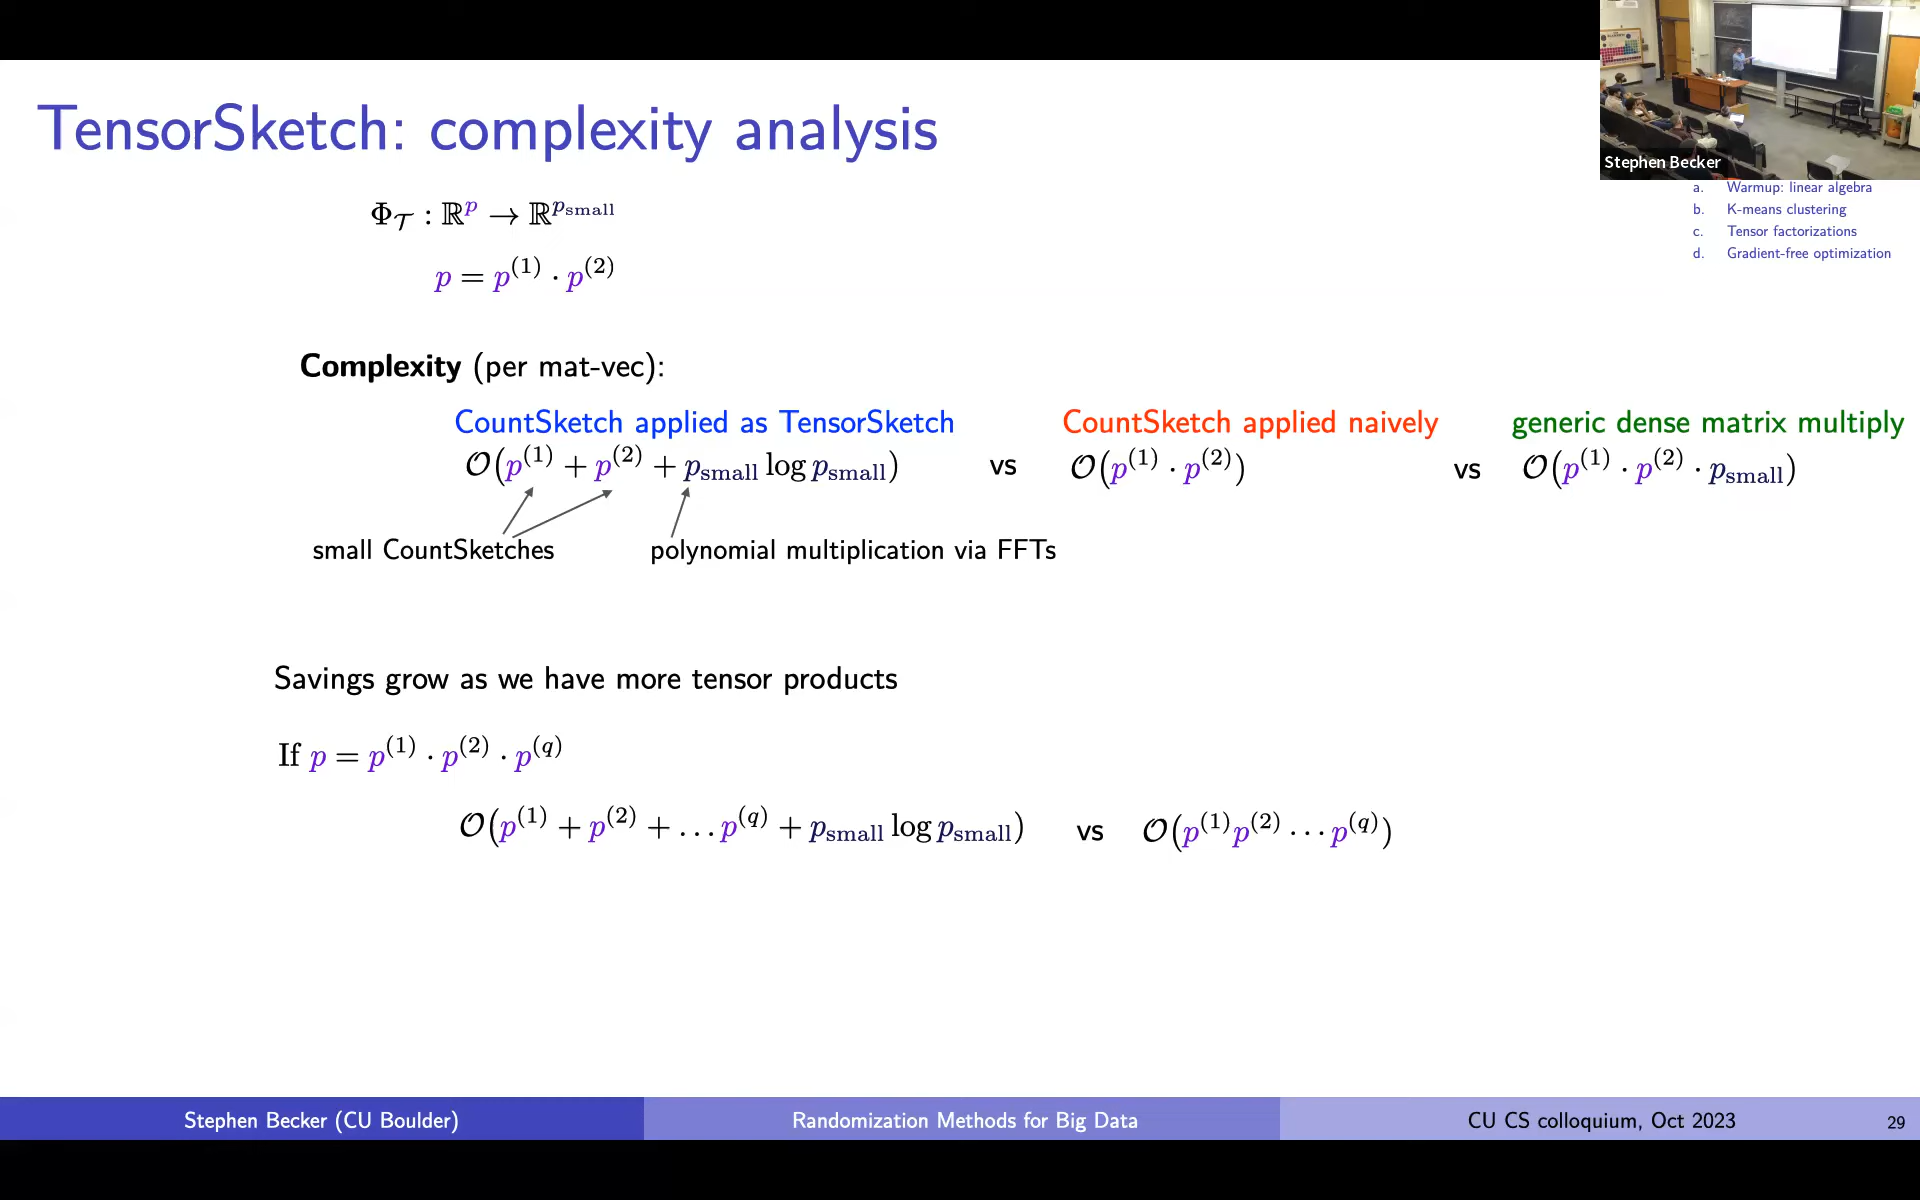 TensorSketch: complexity analysis
Stephen Becker
a. Warmup: linear algebra
b. K-means clustering
c. Tensor factorizations
d. Gradient-free optimization
Φ_𝒯 : ℝ^p → ℝ^{p_small}
p = p^(1) · p^(2)
Complexity (per mat-vec):
CountSketch applied as TensorSketch CountSketch applied naively generic dense matrix multiply
𝒪(p^(1) + p^(2) + p_small log p_small) vs 𝒪(p^(1) · p^(2)) vs 𝒪(p^(1) · p^(2) · p_small)
small CountSketches polynomial multiplication via FFTs
Savings grow as we have more tensor products
If p = p^(1) · p^(2) · p^(q)
𝒪(p^(1) + p^(2) + … p^(q) + p_small log p_small) vs 𝒪(p^(1) p^(2) ⋯ p^(q))
Stephen Becker (CU Boulder) Randomization Methods for Big Data CU CS colloquium, Oct 2023 29